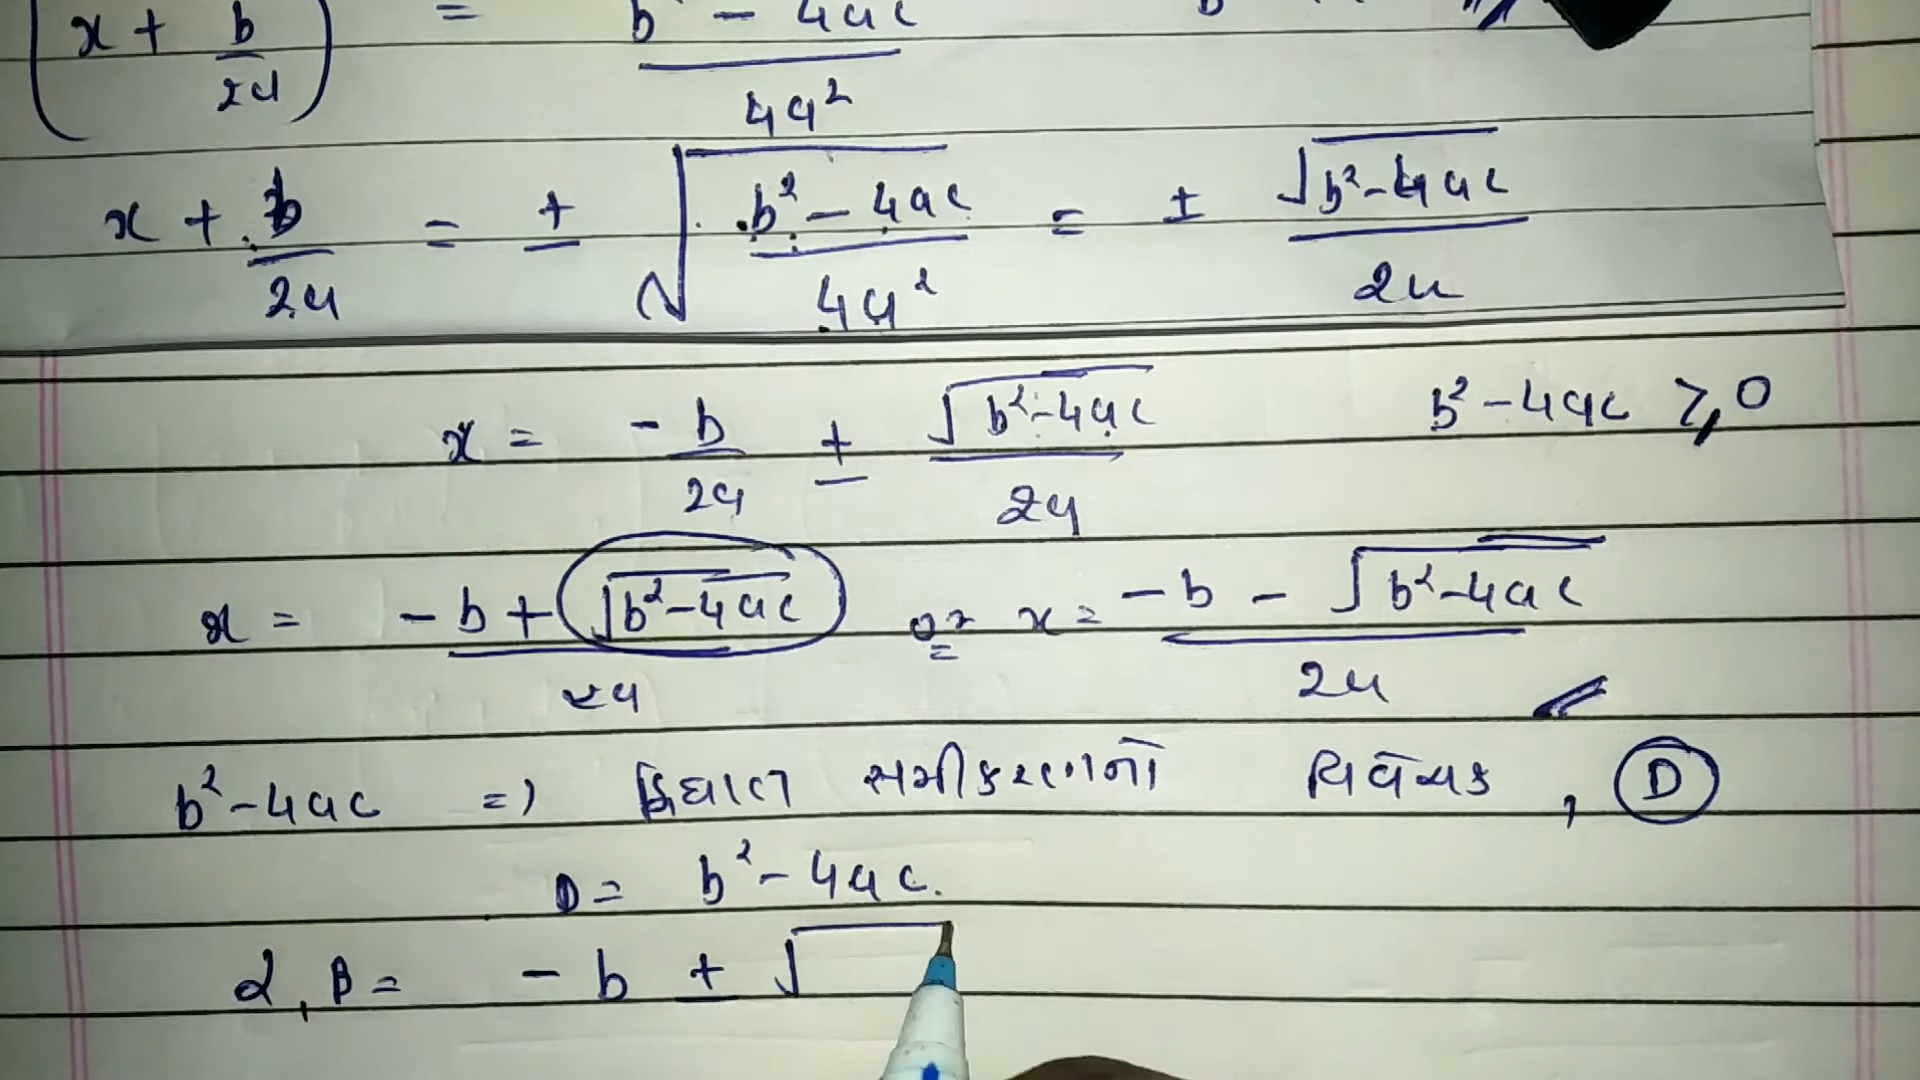 (x + b/2a) = b² - 4ac / 4a²
x + b/2a = ± √(b² - 4ac / 4a²) = ± √(b² - 4ac) / 2a
x = - b/2a ± √(b² - 4ac) / 2a    b² - 4ac ≥ 0
x = -b + √(b² - 4ac) / 2a or x = -b - √(b² - 4ac) / 2a
b² - 4ac => દ્વિઘાત સમીકરણનો વિવેચક , D
D = b² - 4ac.
α, β = - b ± √